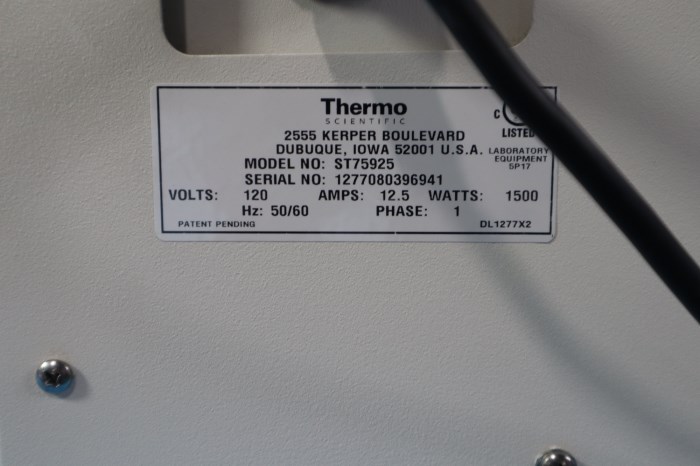 Thermo
SCIENTIFIC
2555 KERPER BOULEVARD
DUBUQUE, IOWA 52001 U.S.A.
MODEL NO: ST75925
SERIAL NO: 1277080396941
VOLTS: 120 AMPS: 12.5 WATTS: 1500
Hz: 50/60 PHASE: 1
PATENT PENDING
DL1277X2
C
LISTED
LABORATORY
EQUIPMENT
5P17